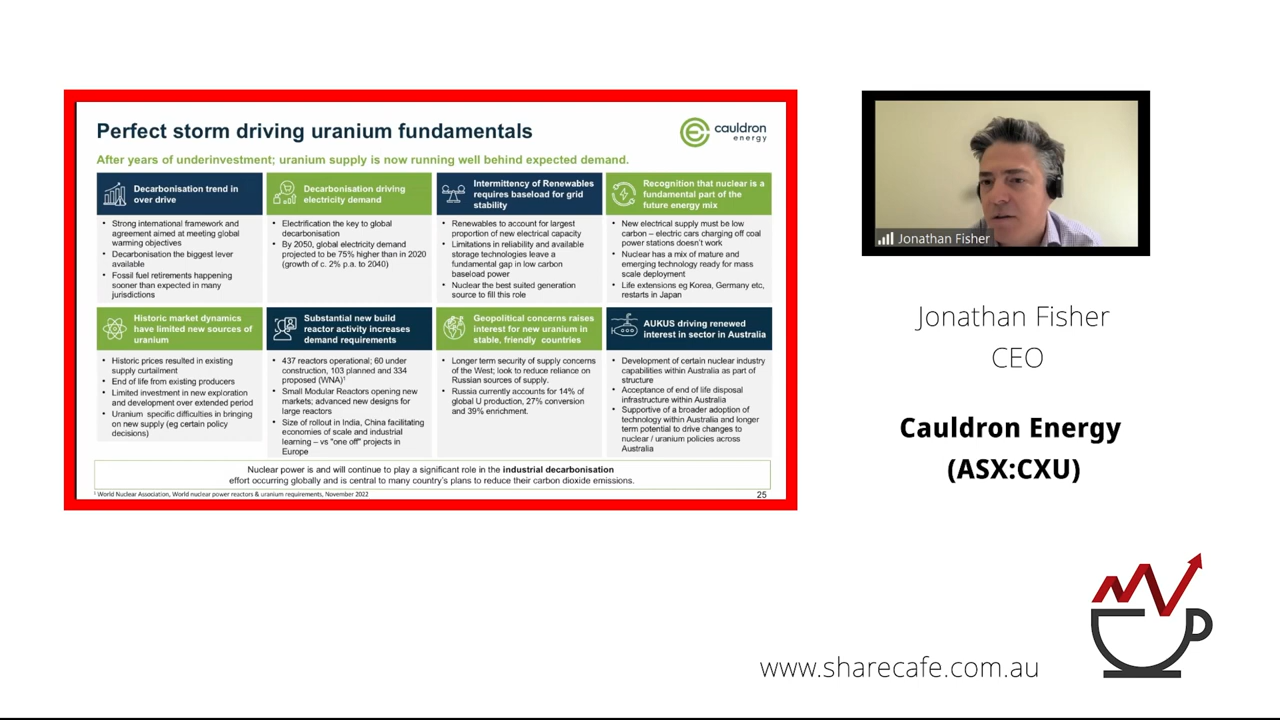 Perfect storm driving uranium fundamentals
cauldron
energy
After years of underinvestment; uranium supply is now running well behind expected demand.
Decarbonisation trend in
over drive
• Strong international framework and
agreement aimed at meeting global
warming objectives
• Decarbonisation the biggest lever
available
• Fossil fuel retirements happening
sooner than expected in many
jurisdictions
Decarbonisation driving
electricity demand
• Electrification the key to global
decarbonisation
• By 2050, global electricity demand
projected to be 75% higher than in 2020
(growth of c. 2% p.a. to 2040)
Intermittency of Renewables
requires baseload for grid
stability
• Renewables to account for largest
proportion of new electrical capacity
• Limitations in reliability and available
storage technologies leave a
fundamental gap in low carbon
baseload power
• Nuclear the best suited generation
source to fill this role
Recognition that nuclear is a
fundamental part of the
future energy mix
• New electrical supply must be low
carbon – electric cars charging off coal
power stations doesn't work
• Nuclear has a mix of mature and
emerging technology ready for mass
scale deployment
• Life extensions eg Korea, Germany etc,
restarts in Japan
Historic market dynamics
have limited new sources of
uranium
• Historic prices resulted in existing
supply curtailment
• End of life from existing producers
• Limited investment in new exploration
and development over extended period
• Uranium specific difficulties in bringing
on new supply (eg certain policy
decisions)
Substantial new build
reactor activity increases
demand requirements
• 437 reactors operational; 60 under
construction, 103 planned and 334
proposed (WNA)¹
• Small Modular Reactors opening new
markets; advanced new designs for
large reactors
• Size of rollout in India, China facilitating
economies of scale and industrial
learning – vs "one off" projects in
Europe
Geopolitical concerns raises
interest for new uranium in
stable, friendly countries
• Longer term security of supply concerns
of the West; look to reduce reliance on
Russian sources of supply.
• Russia currently accounts for 14% of
global U production, 27% conversion
and 39% enrichment.
AUKUS driving renewed
interest in sector in Australia
• Development of certain nuclear industry
capabilities within Australia as part of
structure
• Acceptance of end of life disposal
infrastructure within Australia
• Supportive of a broader adoption of
technology within Australia and longer
term potential to drive changes to
nuclear / uranium policies across
Australia
Nuclear power is and will continue to play a significant role in the industrial decarbonisation
effort occurring globally and is central to many country's plans to reduce their carbon dioxide emissions.
¹ World Nuclear Association, World nuclear power reactors & uranium requirements, November 2022
25
Jonathan Fisher
Jonathan Fisher
CEO
Cauldron Energy
(ASX:CXU)
www.sharecafe.com.au